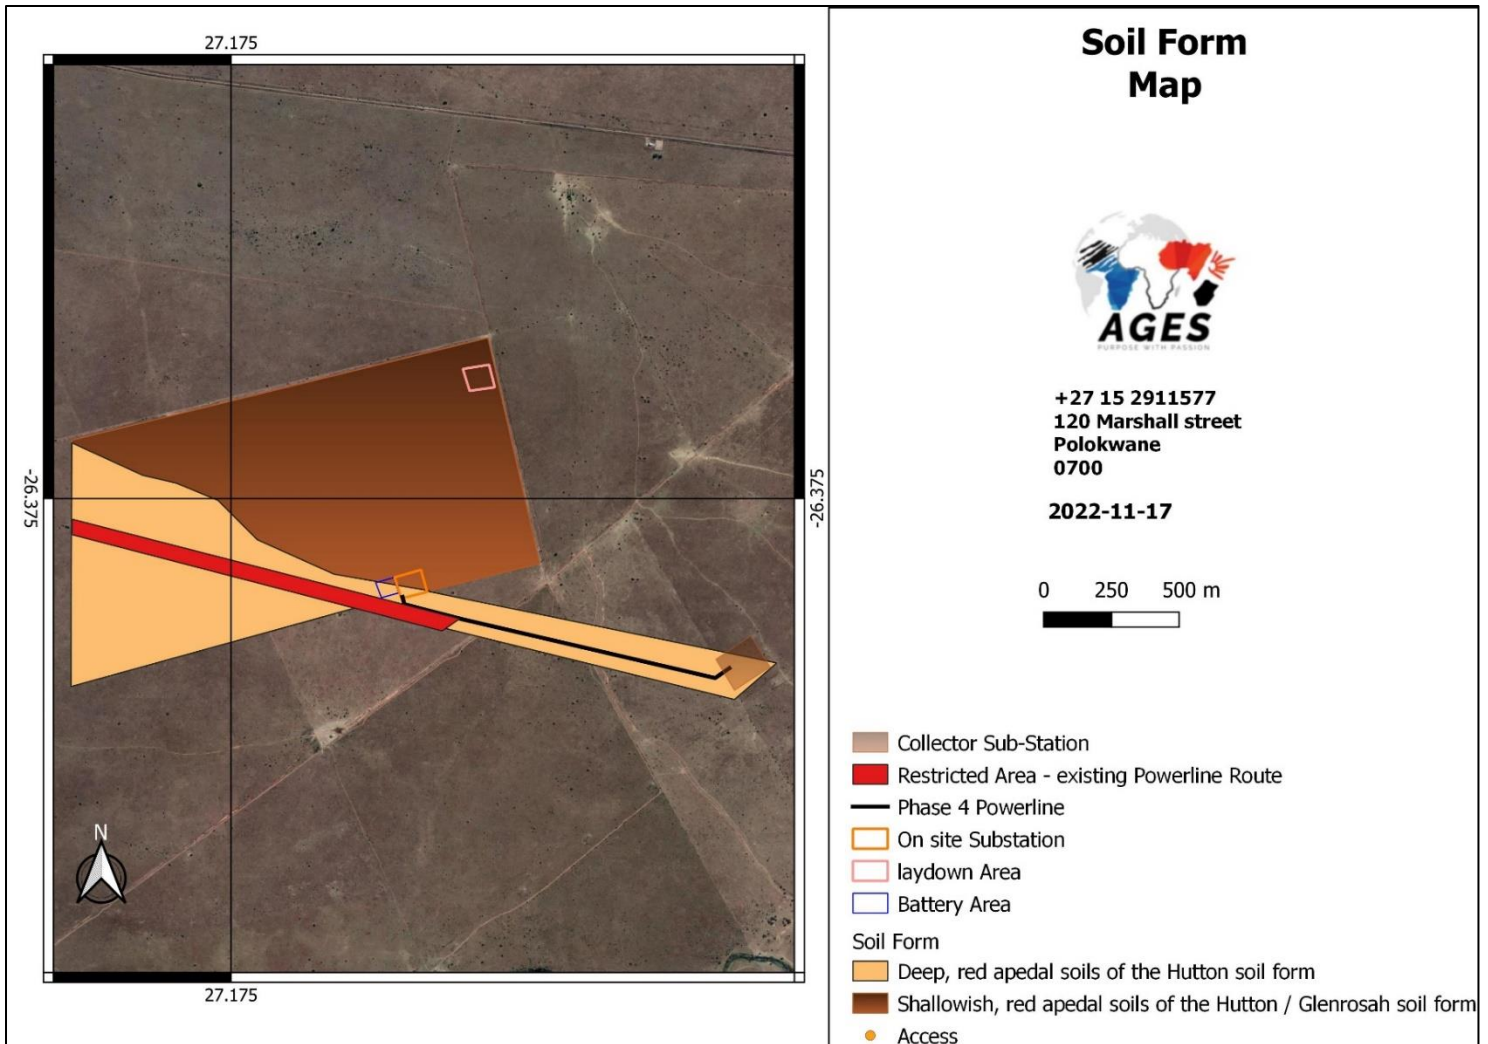 27.175
-26.375
-26.375
27.175
N
Soil Form
Map
AGES
PURPOSE WITH PASSION
+27 15 2911577
120 Marshall street
Polokwane
0700
2022-11-17
0 250 500 m
Collector Sub-Station
Restricted Area - existing Powerline Route
Phase 4 Powerline
On site Substation
laydown Area
Battery Area
Soil Form
Deep, red apedal soils of the Hutton soil form
Shallowish, red apedal soils of the Hutton / Glenrosah soil form
Access